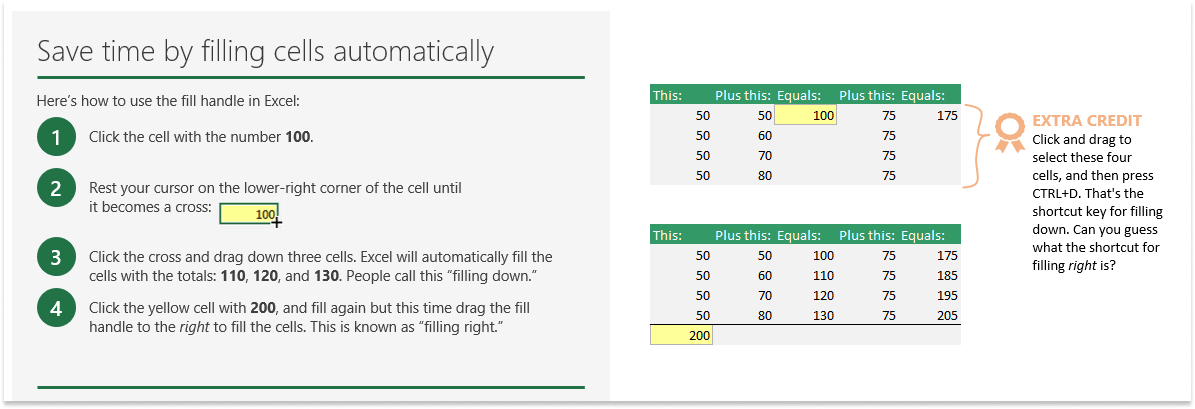 Save time by filling cells automatically
Here’s how to use the fill handle in Excel:
1
Click the cell with the number 100.
2
Rest your cursor on the lower-right corner of the cell until
it becomes a cross:
100
3
Click the cross and drag down three cells. Excel will automatically fill the
cells with the totals: 110, 120, and 130. People call this “filling down.”
4
Click the yellow cell with 200, and fill again but this time drag the fill
handle to the right to fill the cells. This is known as “filling right.”
This: Plus this: Equals: Plus this: Equals:
50 50 100 75 175
50 60 75
50 70 75
50 80 75
EXTRA CREDIT
Click and drag to
select these four
cells, and then press
CTRL+D. That's the
shortcut key for filling
down. Can you guess
what the shortcut for
filling right is?
This: Plus this: Equals: Plus this: Equals:
50 50 100 75 175
50 60 110 75 185
50 70 120 75 195
50 80 130 75 205
200